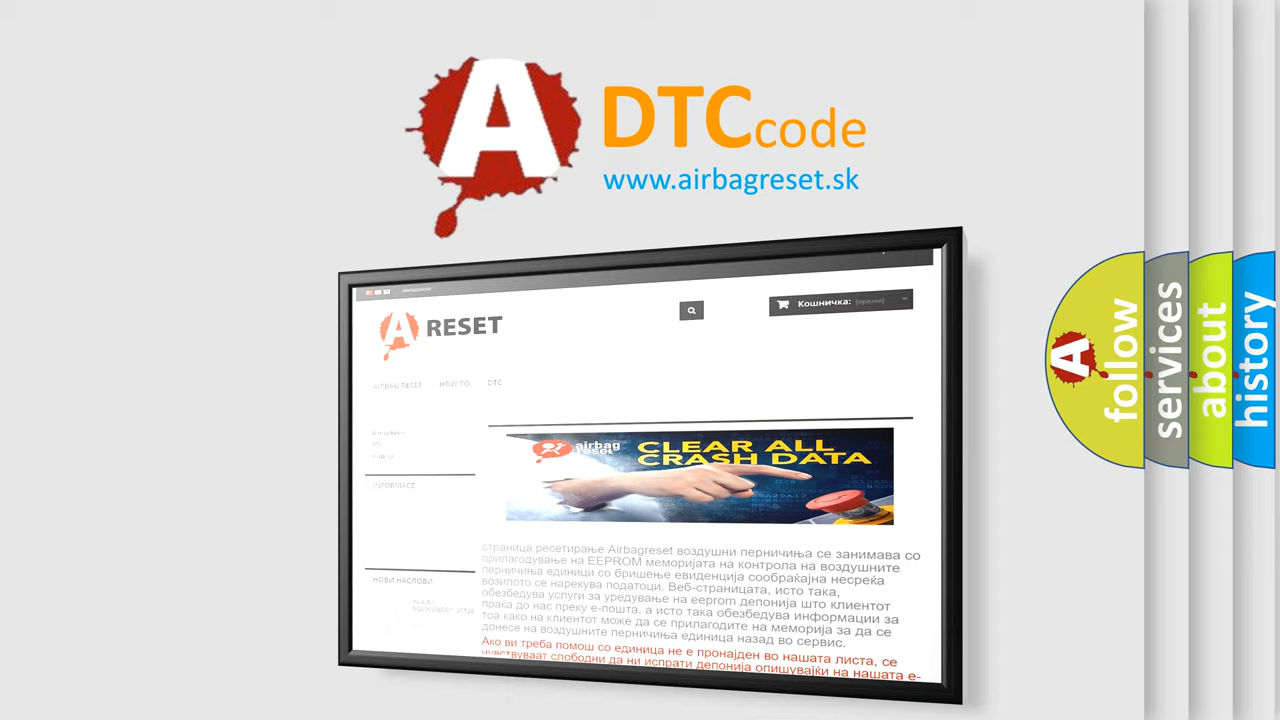 A
DTC code
www.airbagreset.sk
A RESET
Кошничка: (празна)
AIRBAG RESET HOW TO DTC
airbag
reset
CLEAR ALL
CRASH DATA
INFORMACE
НОВИ НАСЛОВИ
страница ресетирање Airbagreset воздушни перничиња се занимава со
прилагодување на EEPROM меморијата на контрола на воздушните
перничиња единици со бришење евиденција сообраќајна несреќа
возилото се нарекува податоци. Веб-страницата, исто така,
обезбедува услуги за уредување на eeprom депонија што клиентот
праќа до нас преку е-пошта, а исто така обезбедува информации за
тоа како на клиентот може да се прилагодите на меморија за да се
донесе на воздушните перничиња единица назад во сервис.
Ако ви треба помош со единица не е пронајден во нашата листа, се
чувствуваат слободни да ни испрати депонија опишувајќи на нашата е-
A
follow
services
about
history